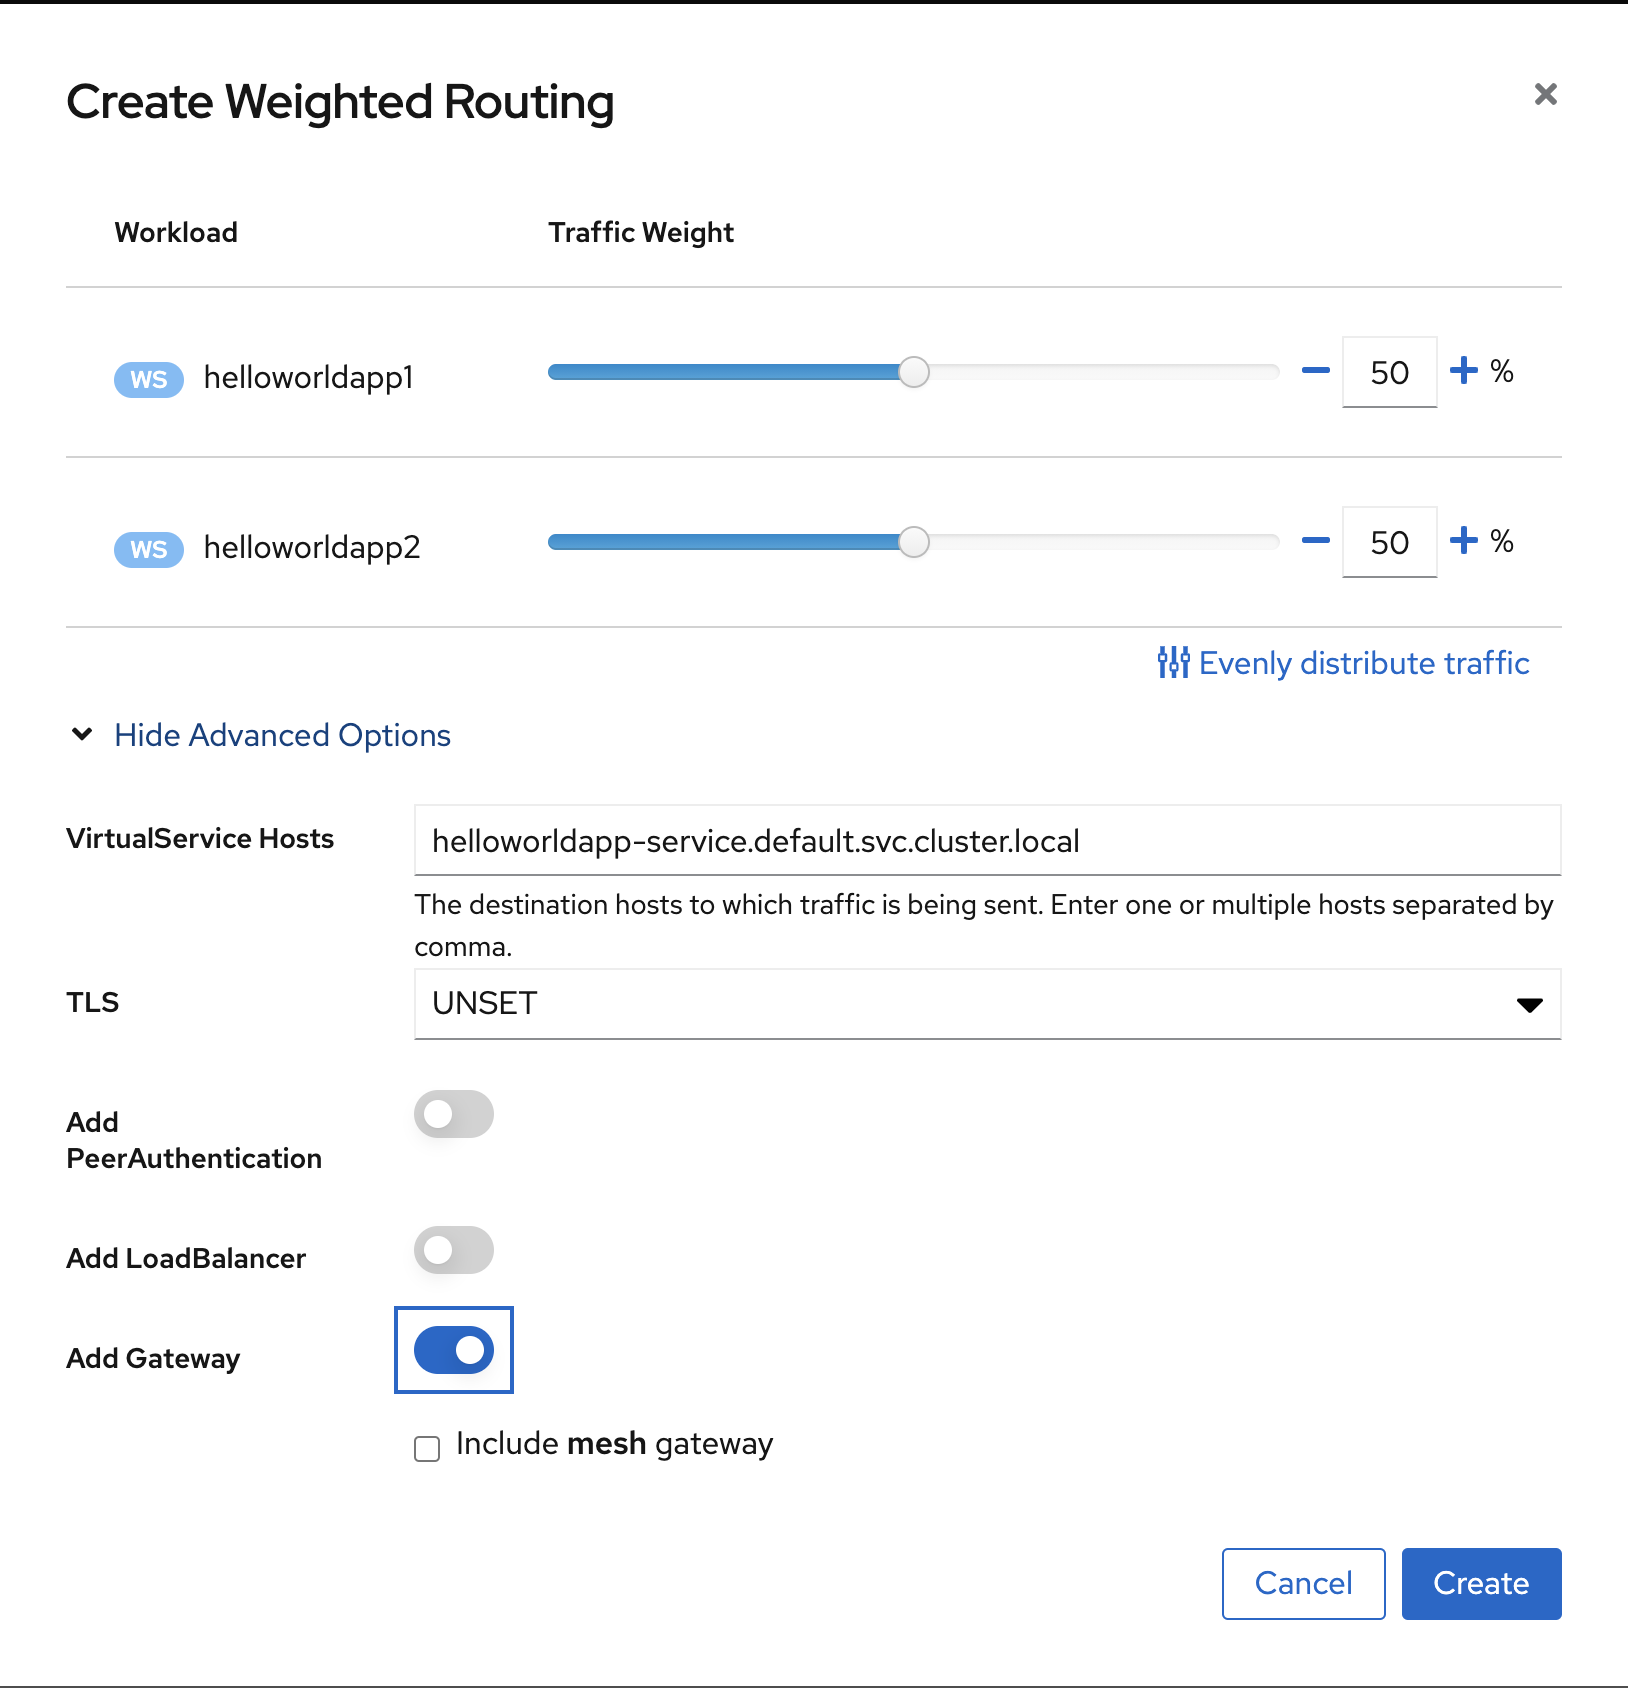 Create Weighted Routing
Workload Traffic Weight
WS helloworldapp1 50 %
WS helloworldapp2 50 %
Evenly distribute traffic
Hide Advanced Options
VirtualService Hosts helloworldapp-service.default.svc.cluster.local
The destination hosts to which traffic is being sent. Enter one or multiple hosts separated by
comma.
TLS UNSET
Add
PeerAuthentication
Add LoadBalancer
Add Gateway
Include mesh gateway
Cancel Create